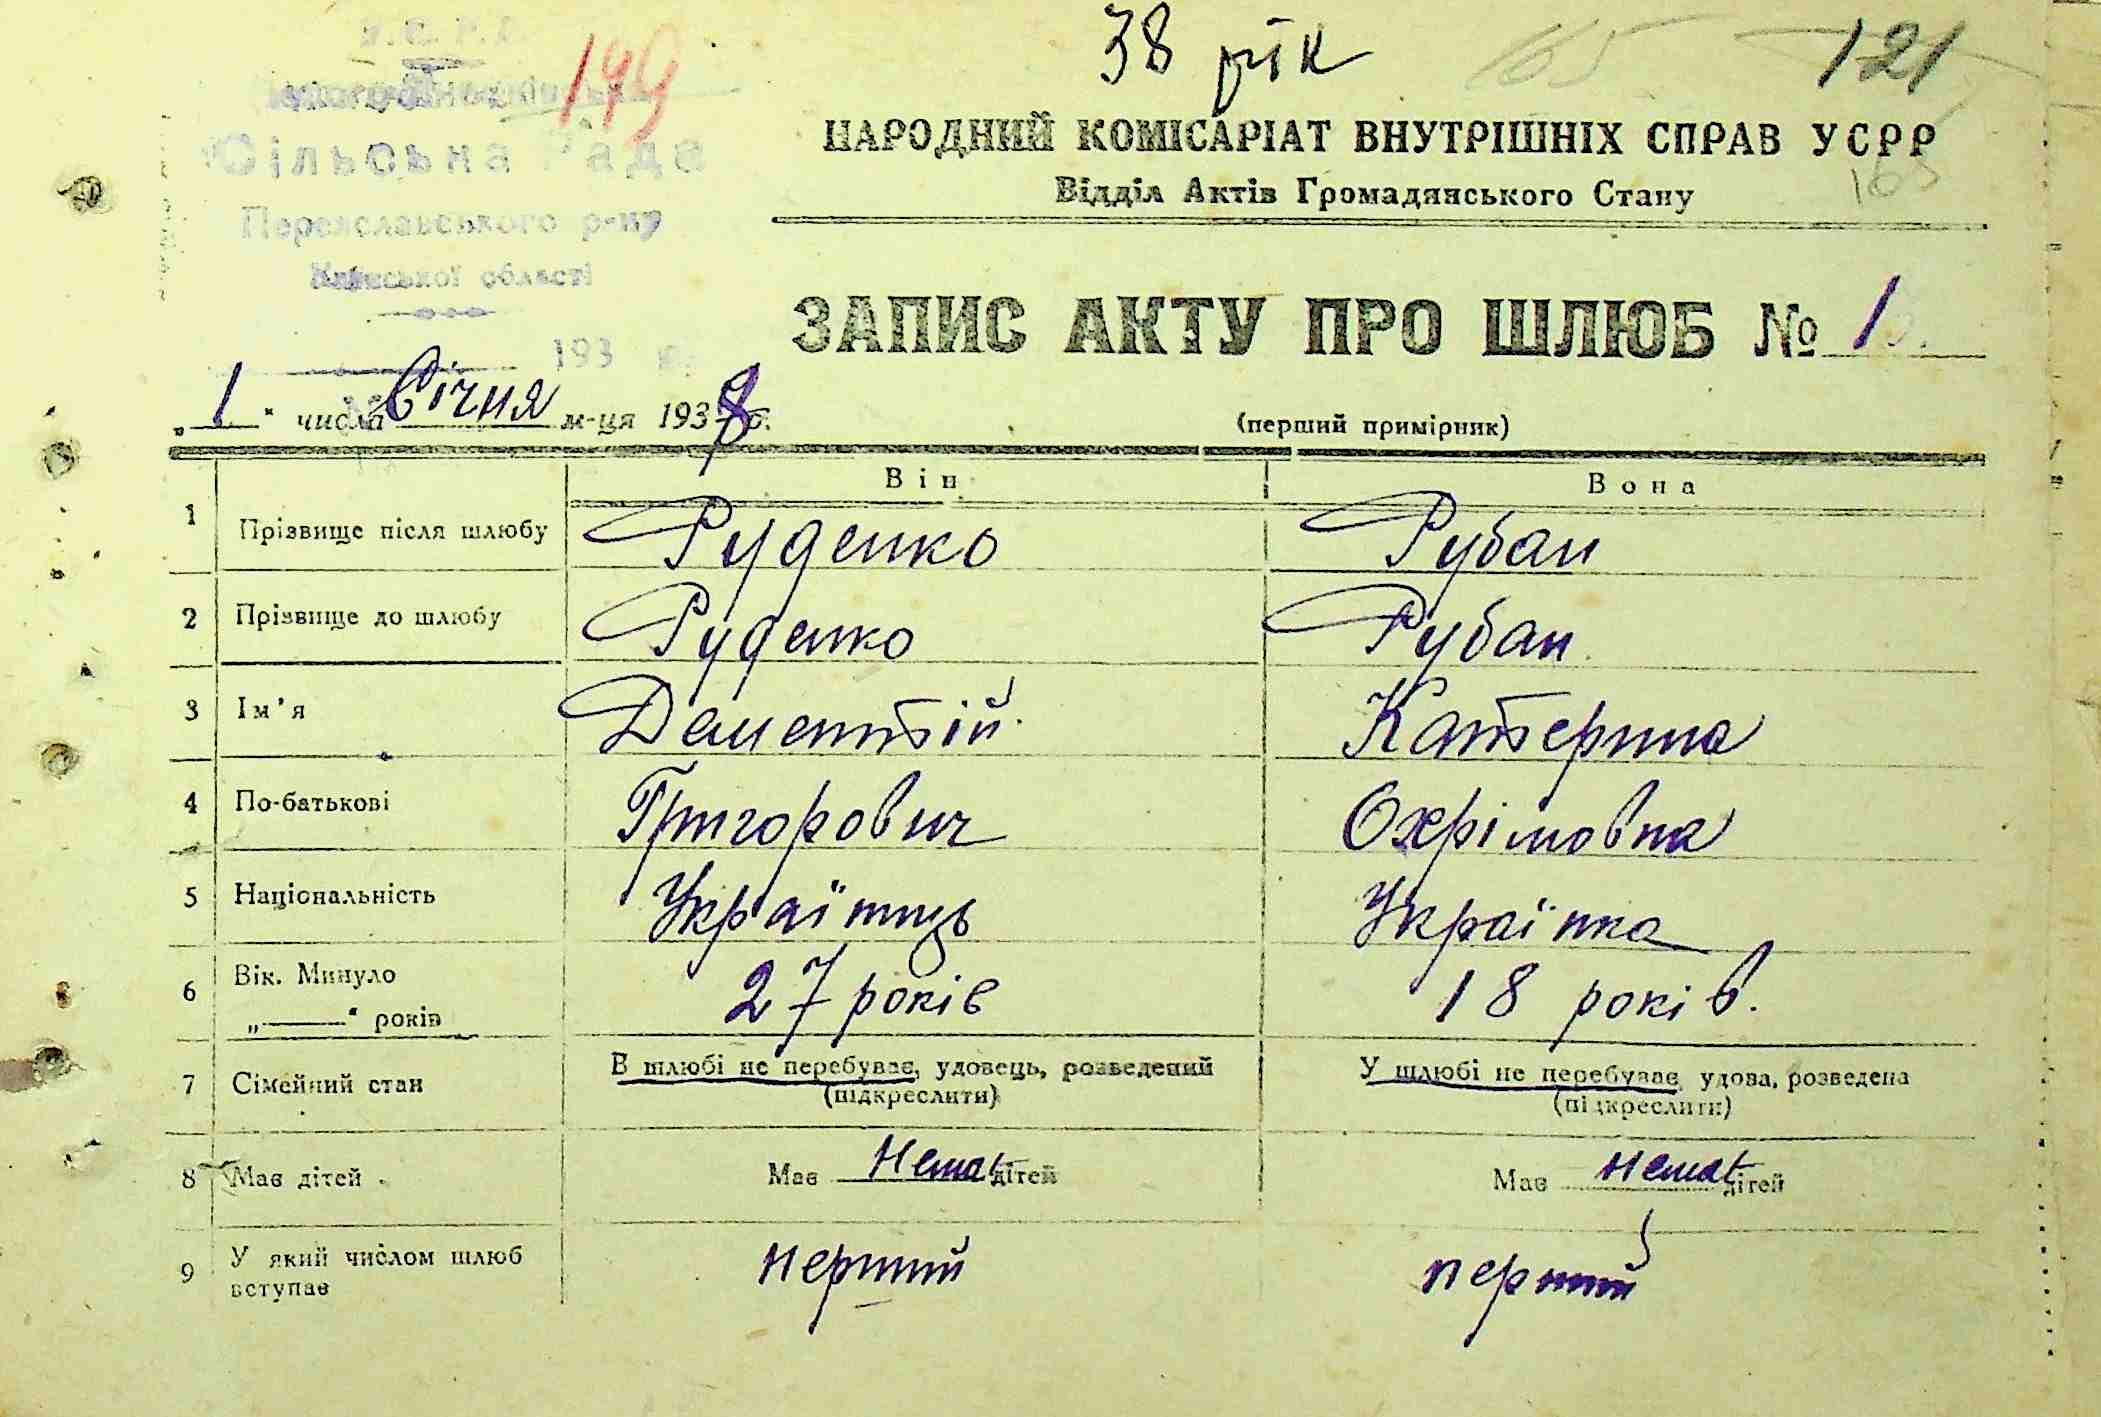 38 рік
165
121
149
Сільська Рада
Переяславського р-ну
Київської області
193
НАРОДНИЙ КОМІСАРІАТ ВНУТРІШНІХ СПРАВ УСРР
165
Відділ Актів Громадянського Стану
ЗАПИС АКТУ ПРО ШЛЮБ № 1
„1“ числа Січня м-ця 1938 р.
(перший примірник)
Він Вона
1 Прізвище після шлюбу Руденко Рубан
2 Прізвище до шлюбу Руденко Рубан
3 Ім'я Дементій Катерина
4 По-батькові Григорович Охрімовна
5 Національність Україниць Українка
6 Вік. Минуло „——“ років 27 років 18 років.
7 Сімейний стан В шлюбі не перебував, удовець, розведений (підкреслити) У шлюбі не перебуває, удова, розведена (підкреслити)
8 Має дітей Має Немає дітей Має немає дітей
9 У який числом шлюб вступає перший перший